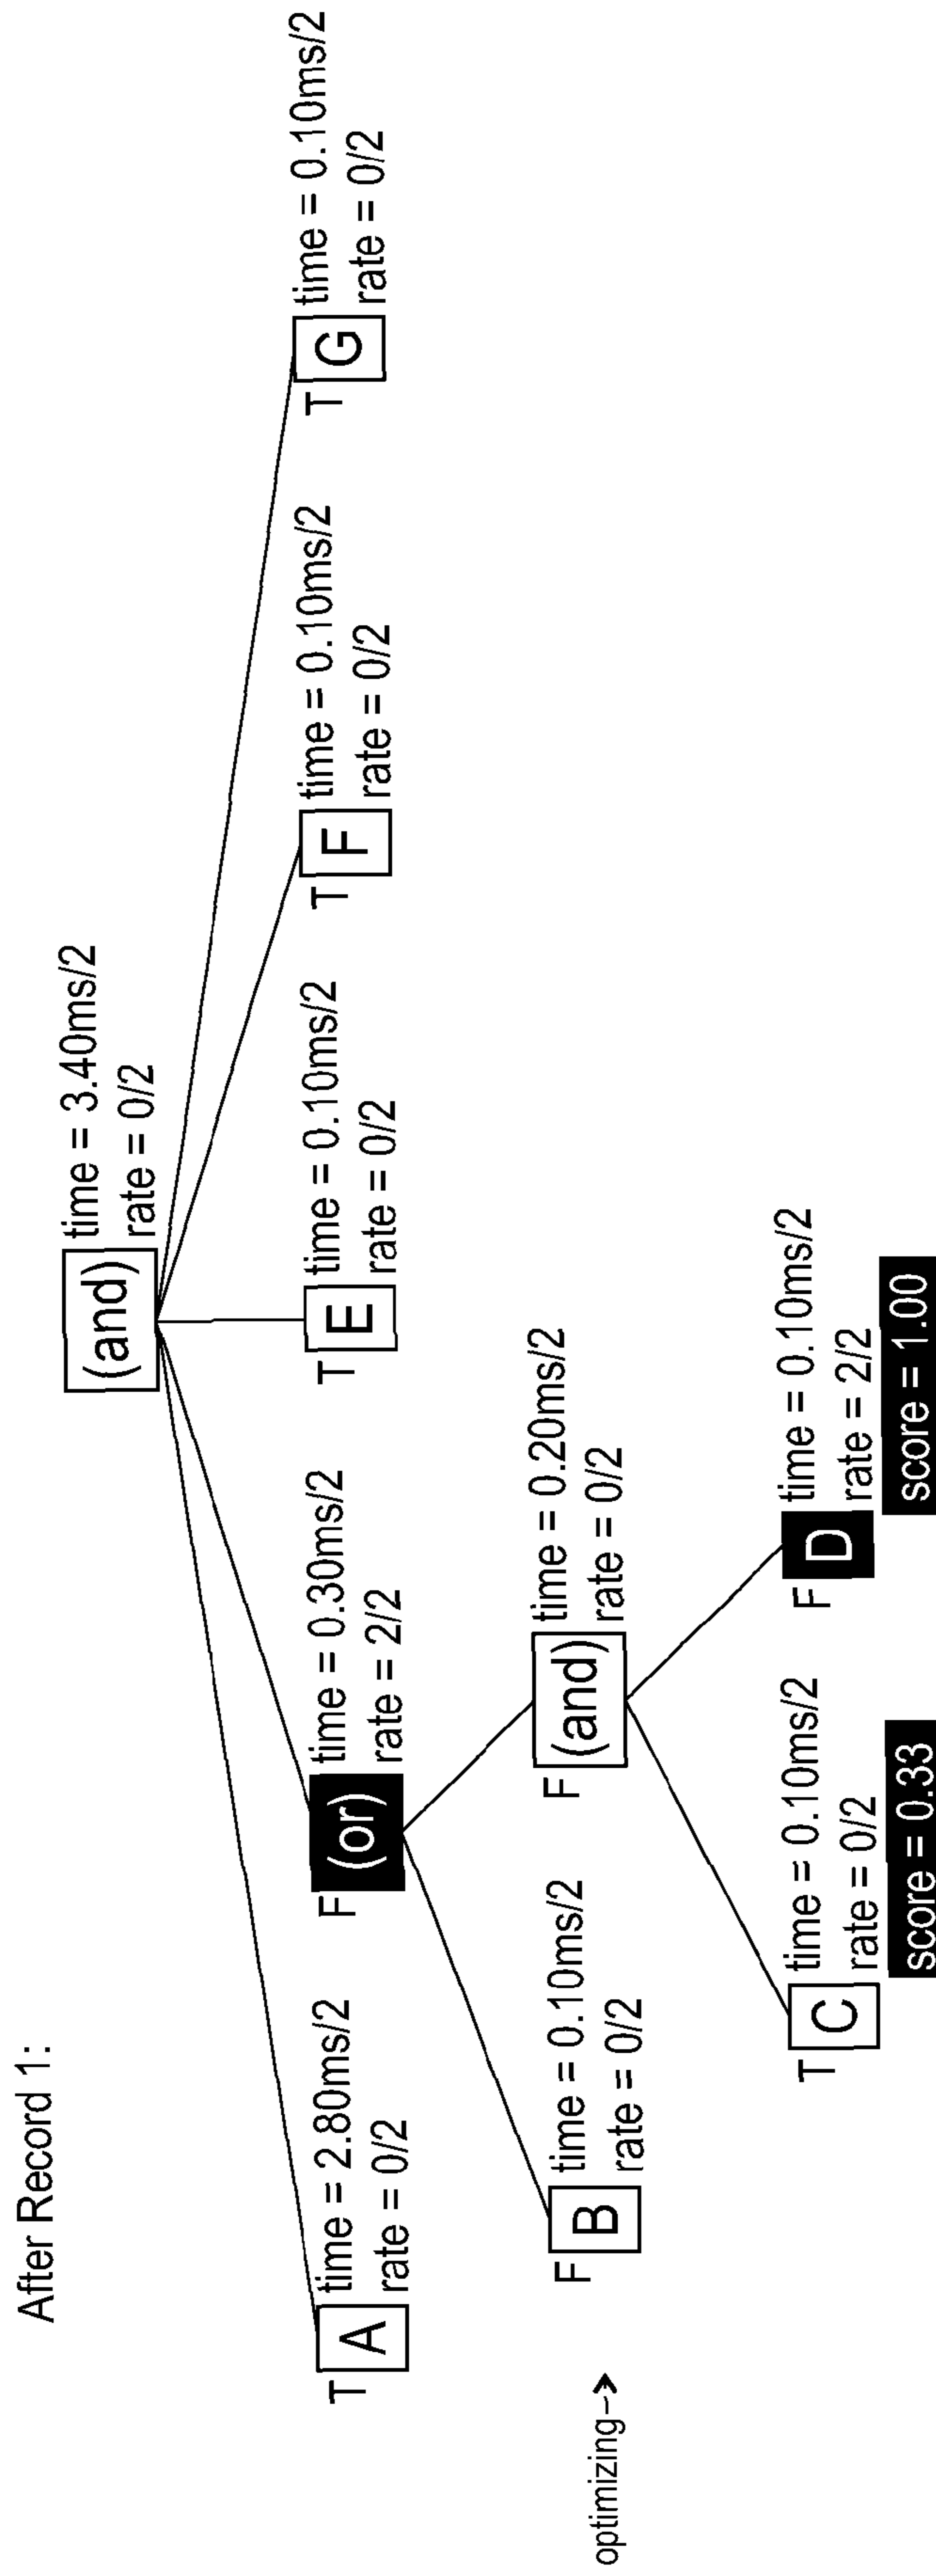 After Record 1:
(and)
time = 3.40ms/2
rate = 0/2
T
A
time = 2.80ms/2
rate = 0/2
F
(or)
time = 0.30ms/2
rate = 2/2
T
E
time = 0.10ms/2
rate = 0/2
T
F
time = 0.10ms/2
rate = 0/2
T
G
time = 0.10ms/2
rate = 0/2
optimizing-->
F
B
time = 0.10ms/2
rate = 0/2
F
(and)
time = 0.20ms/2
rate = 0/2
T
C
time = 0.10ms/2
rate = 0/2
score = 0.33
F
D
time = 0.10ms/2
rate = 2/2
score = 1.00